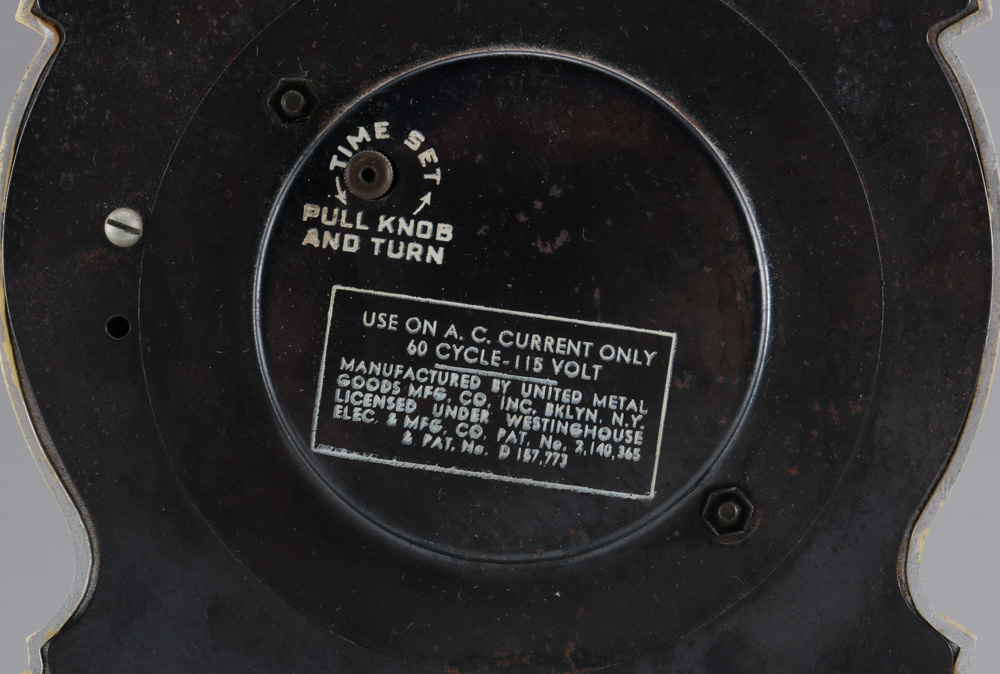 TIME SET
PULL KNOB
AND TURN
USE ON A. C. CURRENT ONLY
60 CYCLE-115 VOLT
MANUFACTURED BY UNITED METAL
GOODS MFG. CO. INC. BKLYN. N.Y.
LICENSED UNDER WESTINGHOUSE
ELEC. & MFG. CO. PAT. No. 2,140,365
& PAT. No. D 157,773